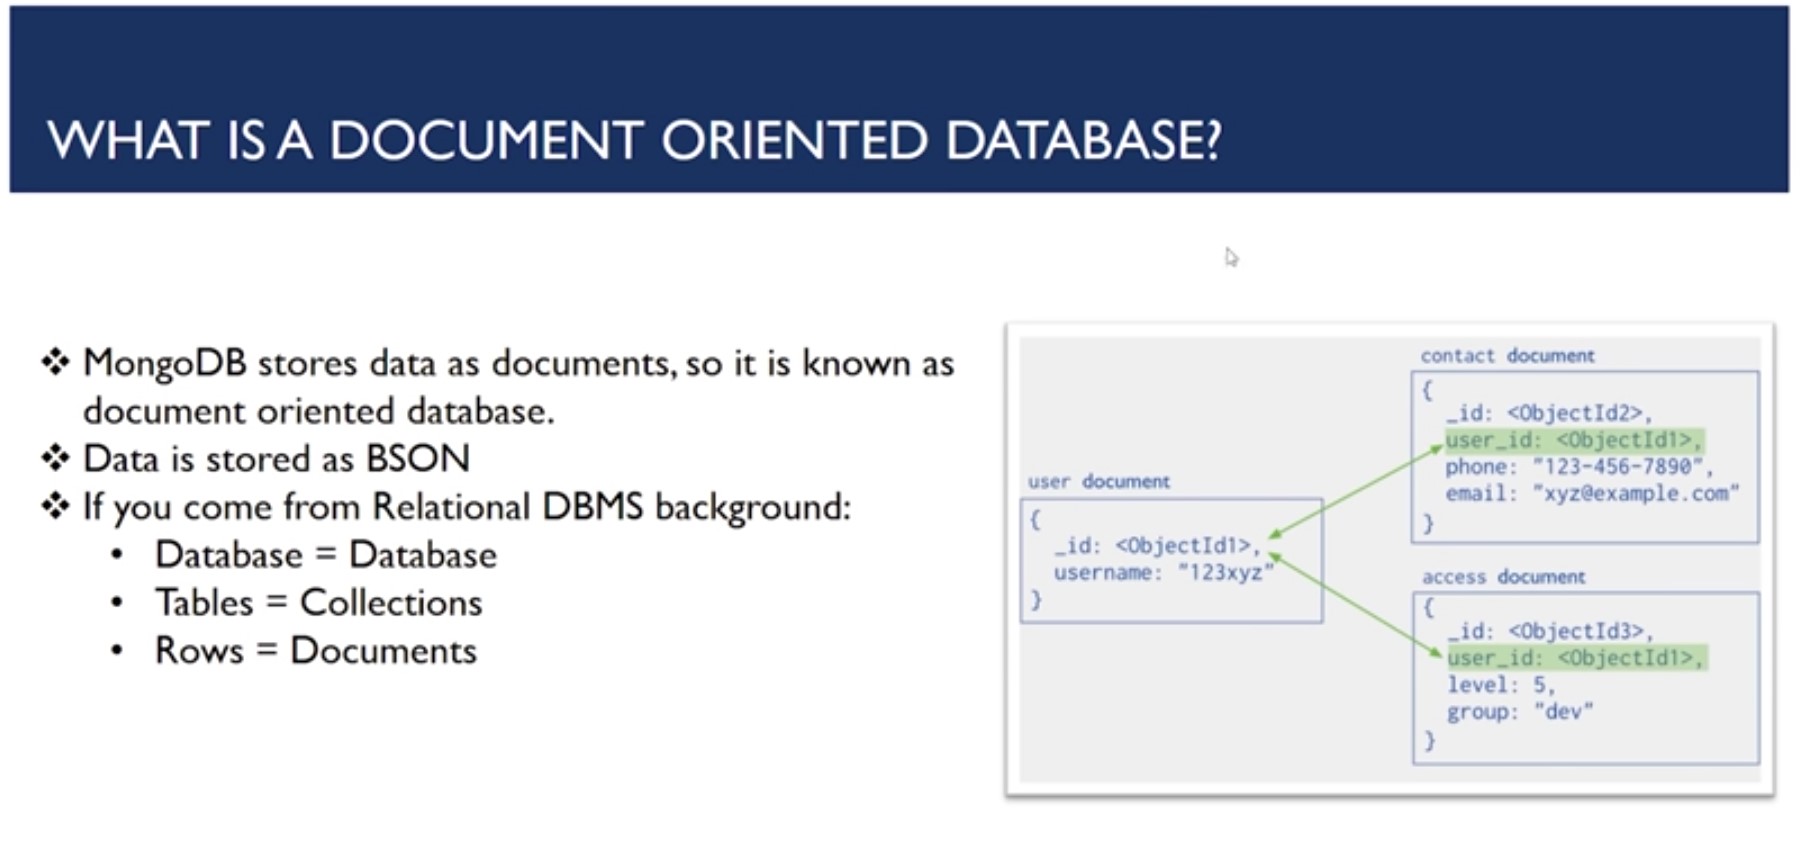 WHAT IS A DOCUMENT ORIENTED DATABASE?
❖ MongoDB stores data as documents, so it is known as
document oriented database.
❖ Data is stored as BSON
❖ If you come from Relational DBMS background:
• Database = Database
• Tables = Collections
• Rows = Documents
user document
{
_id: <ObjectId1>,
username: "123xyz"
}
contact document
{
_id: <ObjectId2>,
user_id: <ObjectId1>,
phone: "123-456-7890",
email: "xyz@example.com"
}
access document
{
_id: <ObjectId3>,
user_id: <ObjectId1>,
level: 5,
group: "dev"
}